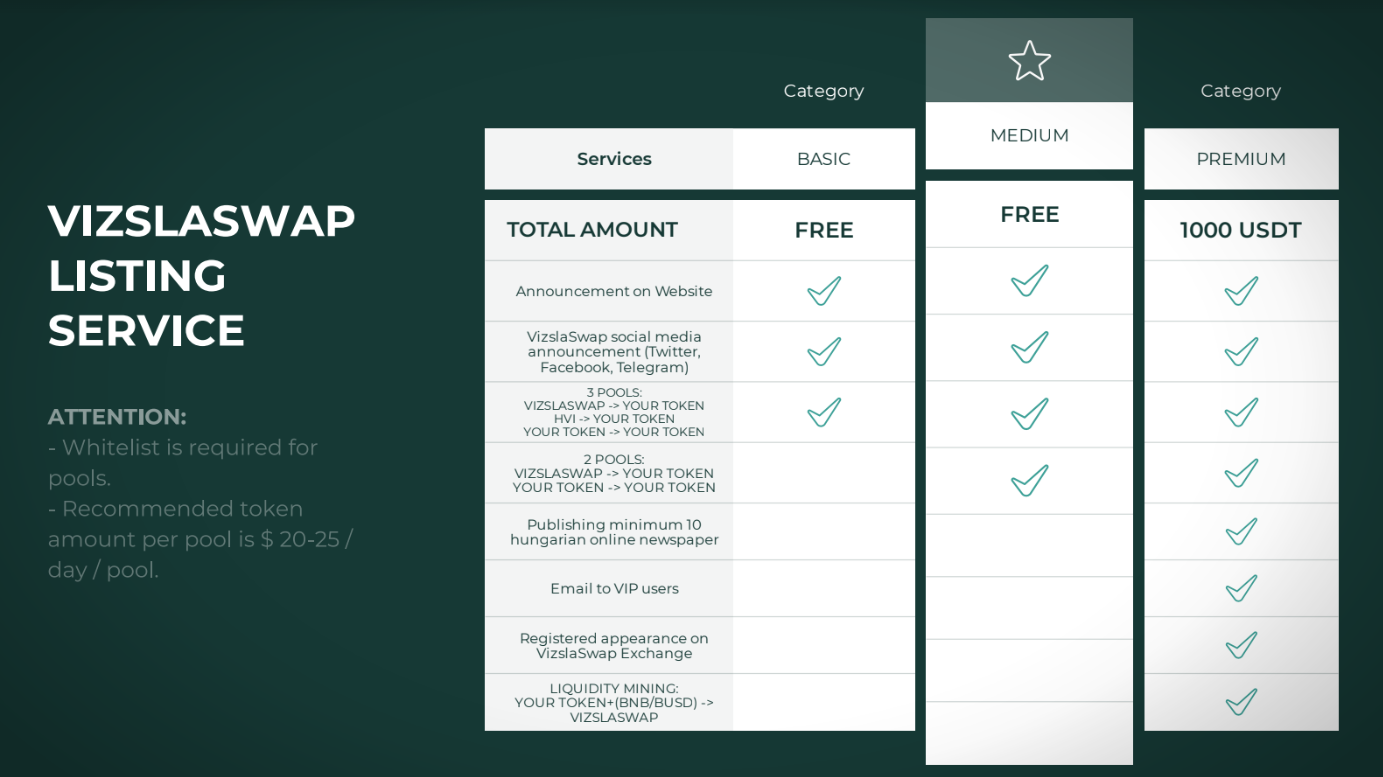 VIZSLASWAP
LISTING
SERVICE
ATTENTION:
- Whitelist is required for
pools.
- Recommended token
amount per pool is $ 20-25 /
day / pool.
Category
Category
Services
BASIC
MEDIUM
PREMIUM
TOTAL AMOUNT
FREE
FREE
1000 USDT
Announcement on Website
VizslaSwap social media
announcement (Twitter,
Facebook, Telegram)
3 POOLS:
VIZSLASWAP -> YOUR TOKEN
HVI -> YOUR TOKEN
YOUR TOKEN -> YOUR TOKEN
2 POOLS:
VIZSLASWAP -> YOUR TOKEN
YOUR TOKEN -> YOUR TOKEN
Publishing minimum 10
hungarian online newspaper
Email to VIP users
Registered appearance on
VizslaSwap Exchange
LIQUIDITY MINING:
YOUR TOKEN+(BNB/BUSD) ->
VIZSLASWAP